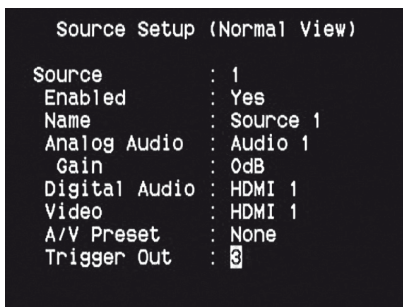 Source Setup (Normal View)
Source : 1
Enabled : Yes
Name : Source 1
Analog Audio : Audio 1
Gain : 0dB
Digital Audio : HDMI 1
Video : HDMI 1
A/V Preset : None
Trigger Out : 3